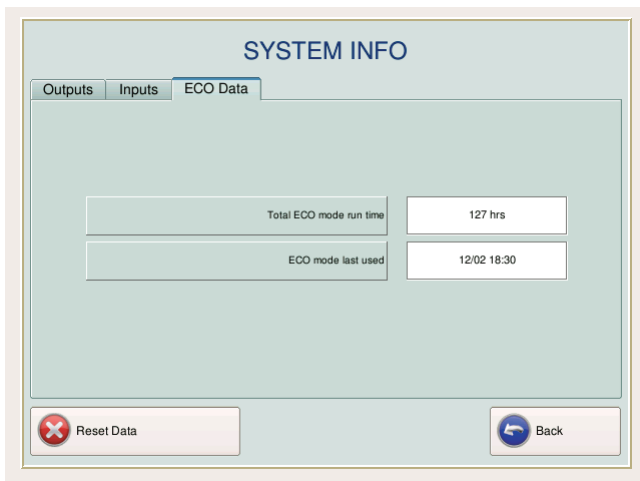 SYSTEM INFO
Outputs Inputs ECO Data
Total ECO mode run time 127 hrs
ECO mode last used 12/02 18:30
Reset Data Back